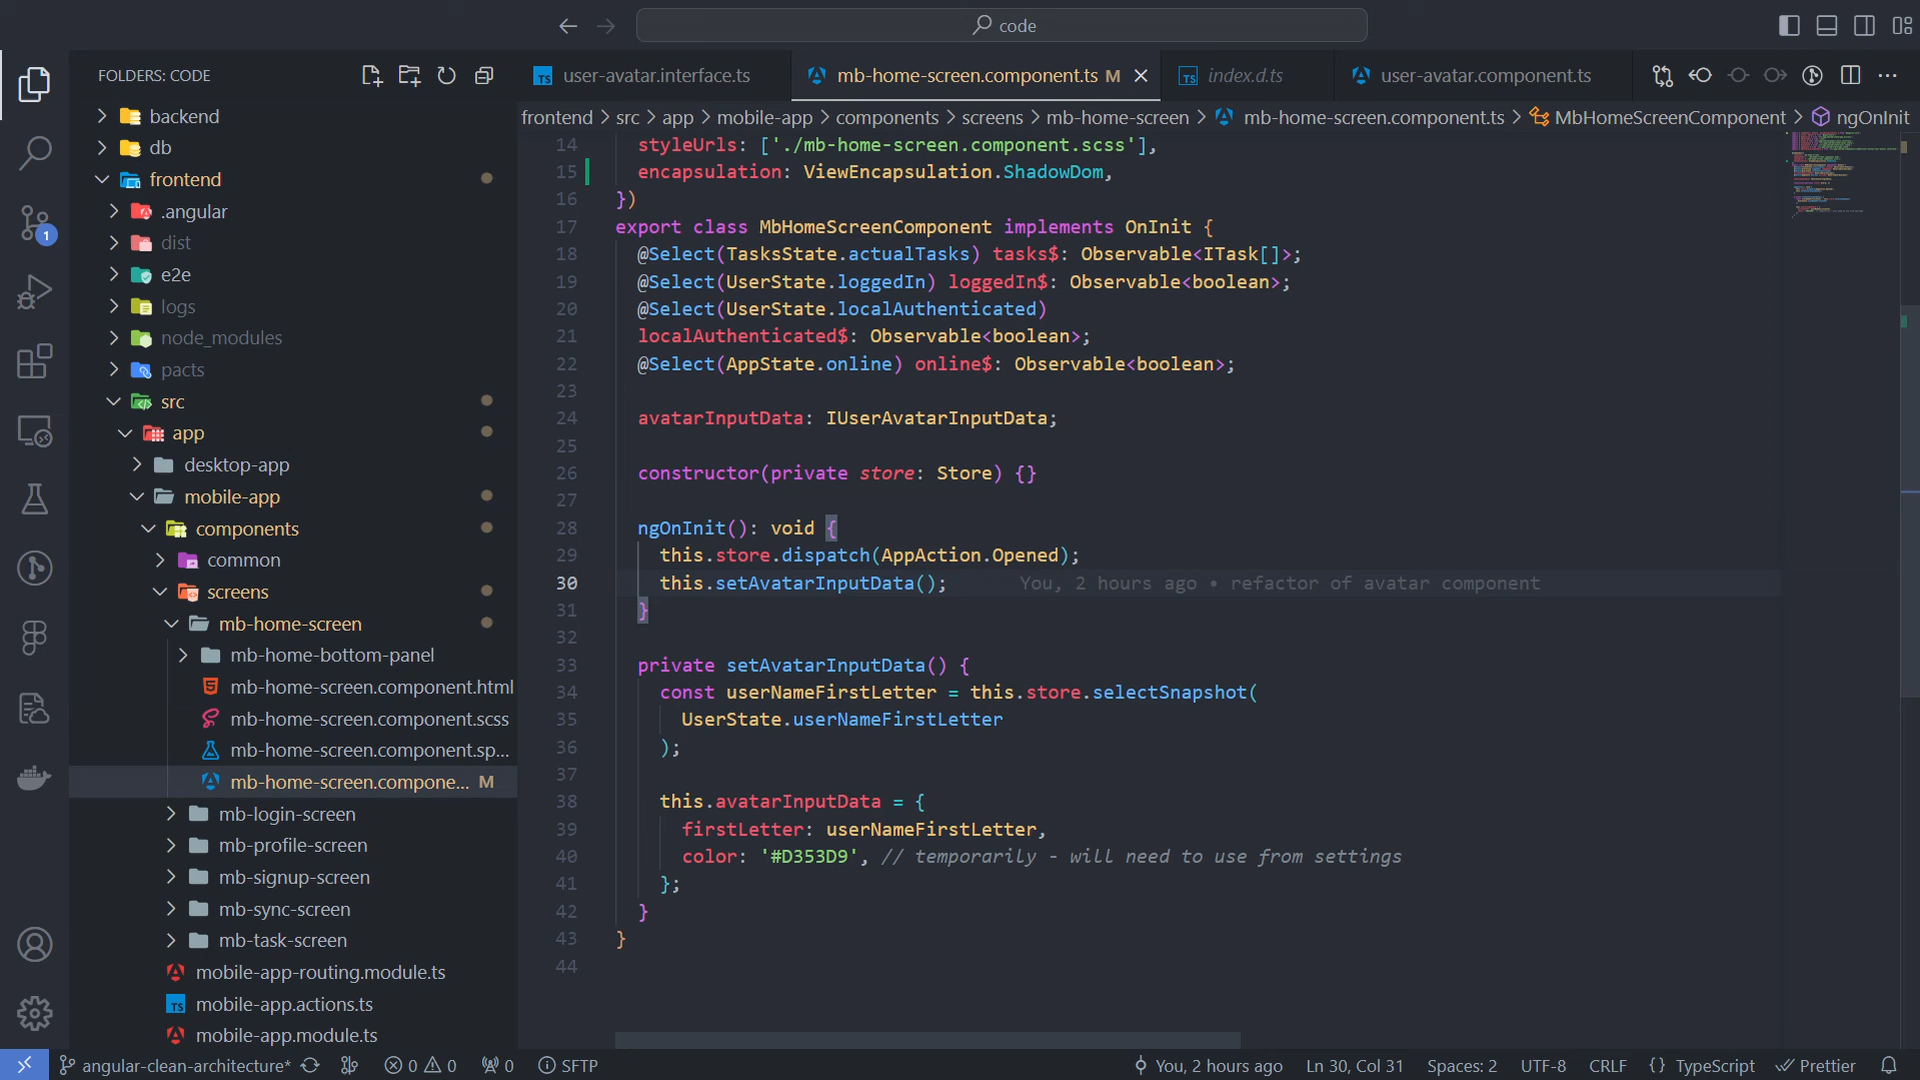 code
FOLDERS: CODE
backend
db
frontend
.angular
dist
e2e
logs
node_modules
pacts
src
app
desktop-app
mobile-app
components
common
screens
mb-home-screen
mb-home-bottom-panel
mb-home-screen.component.html
mb-home-screen.component.scss
mb-home-screen.component.sp...
mb-home-screen.compone... M
mb-login-screen
mb-profile-screen
mb-signup-screen
mb-sync-screen
mb-task-screen
mobile-app-routing.module.ts
TS mobile-app.actions.ts
mobile-app.module.ts
1
TS user-avatar.interface.ts
mb-home-screen.component.ts M
TS index.d.ts
user-avatar.component.ts
frontend > src > app > mobile-app > components > screens > mb-home-screen > mb-home-screen.component.ts > MbHomeScreenComponent > ngOnInit
14 styleUrls: ['./mb-home-screen.component.scss'],
15 encapsulation: ViewEncapsulation.ShadowDom,
16 })
17 export class MbHomeScreenComponent implements OnInit {
18 @Select(TasksState.actualTasks) tasks$: Observable<ITask[]>;
19 @Select(UserState.loggedIn) loggedIn$: Observable<boolean>;
20 @Select(UserState.localAuthenticated)
21 localAuthenticated$: Observable<boolean>;
22 @Select(AppState.online) online$: Observable<boolean>;
23
24 avatarInputData: IUserAvatarInputData;
25
26 constructor(private store: Store) {}
27
28 ngOnInit(): void {
29 this.store.dispatch(AppAction.Opened);
30 this.setAvatarInputData(); You, 2 hours ago • refactor of avatar component
31 }
32
33 private setAvatarInputData() {
34 const userNameFirstLetter = this.store.selectSnapshot(
35 UserState.userNameFirstLetter
36 );
37
38 this.avatarInputData = {
39 firstLetter: userNameFirstLetter,
40 color: '#D353D9', // temporarily - will need to use from settings
41 };
42 }
43 }
44
angular-clean-architecture* 0 0 0 SFTP You, 2 hours ago Ln 30, Col 31 Spaces: 2 UTF-8 CRLF {} TypeScript Prettier